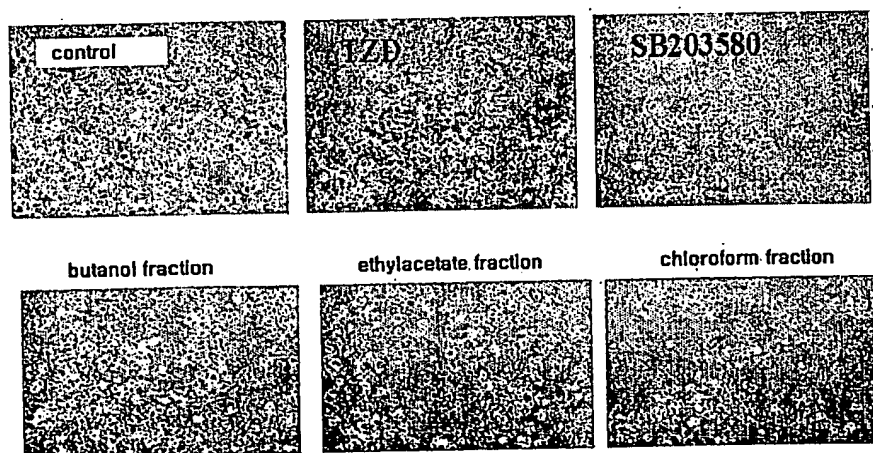 control
TZD
SB203580
butanol fraction
ethylacetate fraction
chloroform fraction